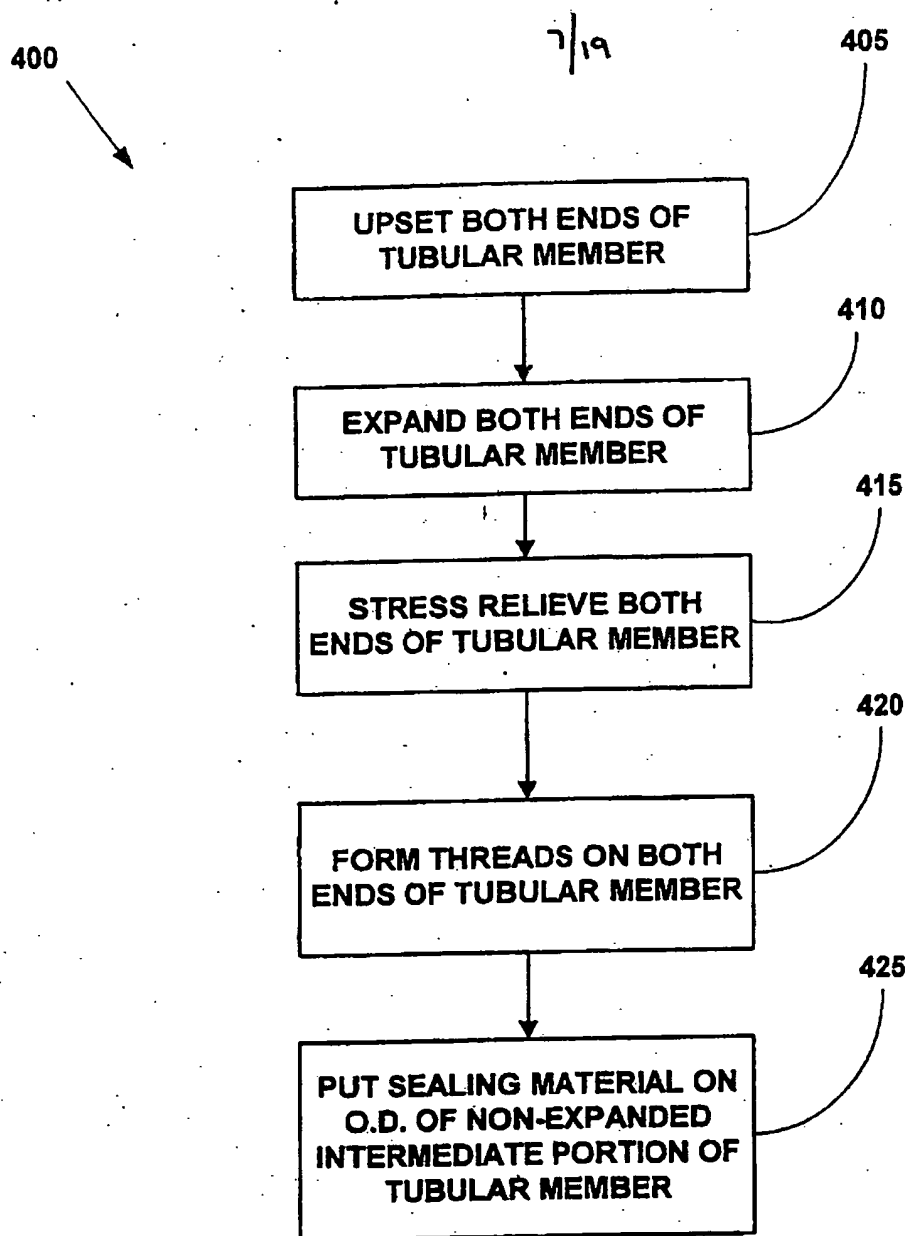 7/19
400
405
UPSET BOTH ENDS OF
TUBULAR MEMBER
410
EXPAND BOTH ENDS OF
TUBULAR MEMBER
415
STRESS RELIEVE BOTH
ENDS OF TUBULAR MEMBER
420
FORM THREADS ON BOTH
ENDS OF TUBULAR MEMBER
425
PUT SEALING MATERIAL ON
O.D. OF NON-EXPANDED
INTERMEDIATE PORTION OF
TUBULAR MEMBER